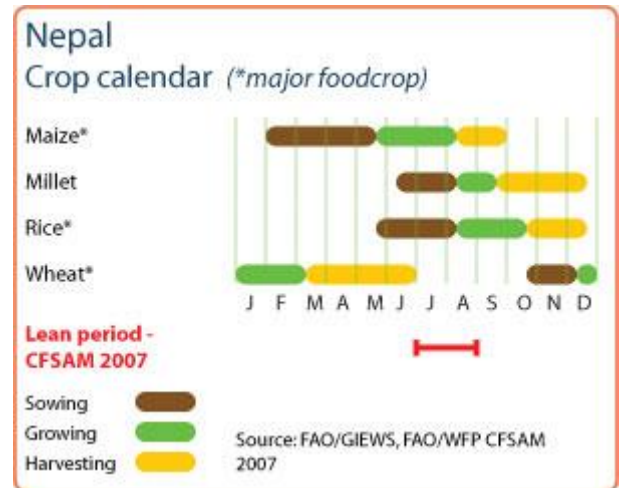 Nepal
Crop calendar (*major foodcrop)
Maize*
Millet
Rice*
Wheat*
J F M A M J J A S O N D
Lean period -
CFSAM 2007
Sowing
Growing
Harvesting
Source: FAO/GIEWS, FAO/WFP CFSAM
2007